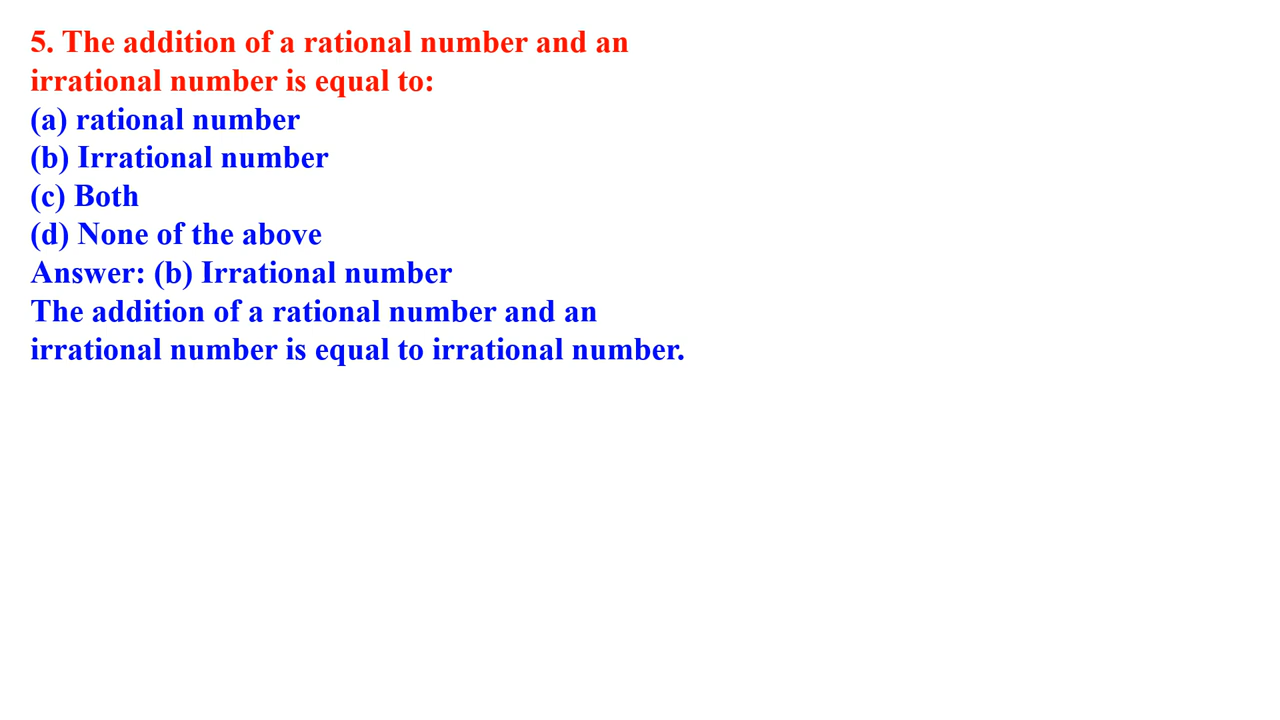 5. The addition of a rational number and an
irrational number is equal to:
(a) rational number
(b) Irrational number
(c) Both
(d) None of the above
Answer: (b) Irrational number
The addition of a rational number and an
irrational number is equal to irrational number.